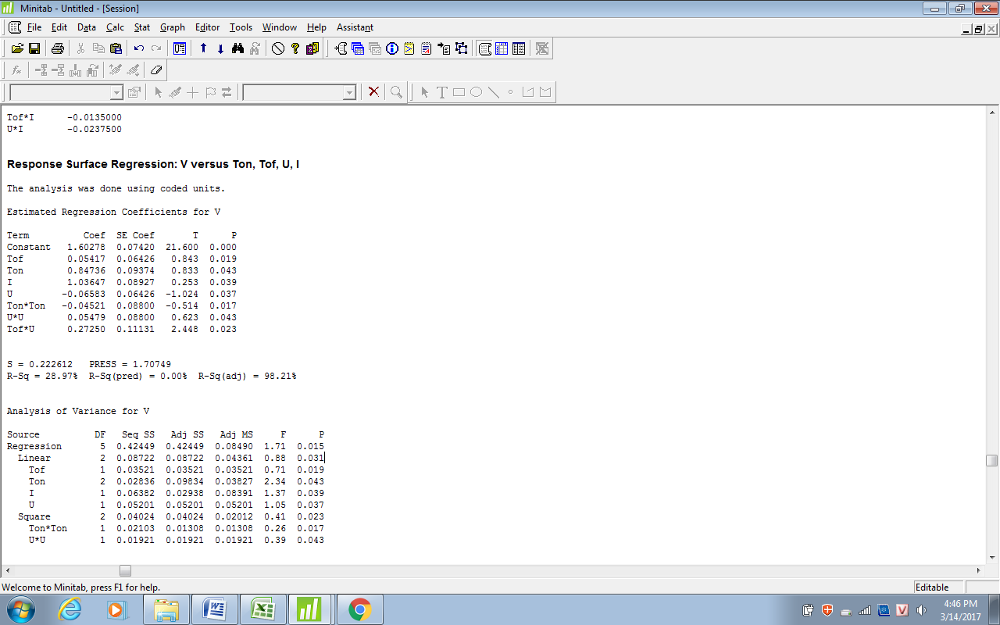 Minitab - Untitled - [Session]
File Edit Data Calc Stat Graph Editor Tools Window Help Assistant
Tof*I -0.0135000
U*I -0.0237500
Response Surface Regression: V versus Ton, Tof, U, I
The analysis was done using coded units.
Estimated Regression Coefficients for V
Term Coef SE Coef T P
Constant 1.60278 0.07420 21.600 0.000
Tof 0.05417 0.06426 0.843 0.019
Ton 0.84736 0.09374 0.833 0.043
I 1.03647 0.08927 0.253 0.039
U -0.06583 0.06426 -1.024 0.037
Ton*Ton -0.04521 0.08800 -0.514 0.017
U*U 0.05479 0.08800 0.623 0.043
Tof*U 0.27250 0.11131 2.448 0.023
S = 0.222612 PRESS = 1.70749
R-Sq = 28.97% R-Sq(pred) = 0.00% R-Sq(adj) = 98.21%
Analysis of Variance for V
Source DF Seq SS Adj SS Adj MS F P
Regression 5 0.42449 0.42449 0.08490 1.71 0.015
Linear 2 0.08722 0.08722 0.04361 0.88 0.031
Tof 1 0.03521 0.03521 0.03521 0.71 0.019
Ton 2 0.02836 0.09834 0.03827 2.34 0.043
I 1 0.06382 0.02938 0.08391 1.37 0.039
U 1 0.05201 0.05201 0.05201 1.05 0.037
Square 2 0.04024 0.04024 0.02012 0.41 0.023
Ton*Ton 1 0.02103 0.01308 0.01308 0.26 0.017
U*U 1 0.01921 0.01921 0.01921 0.39 0.043
Welcome to Minitab, press F1 for help.
Editable
4:46 PM
3/14/2017